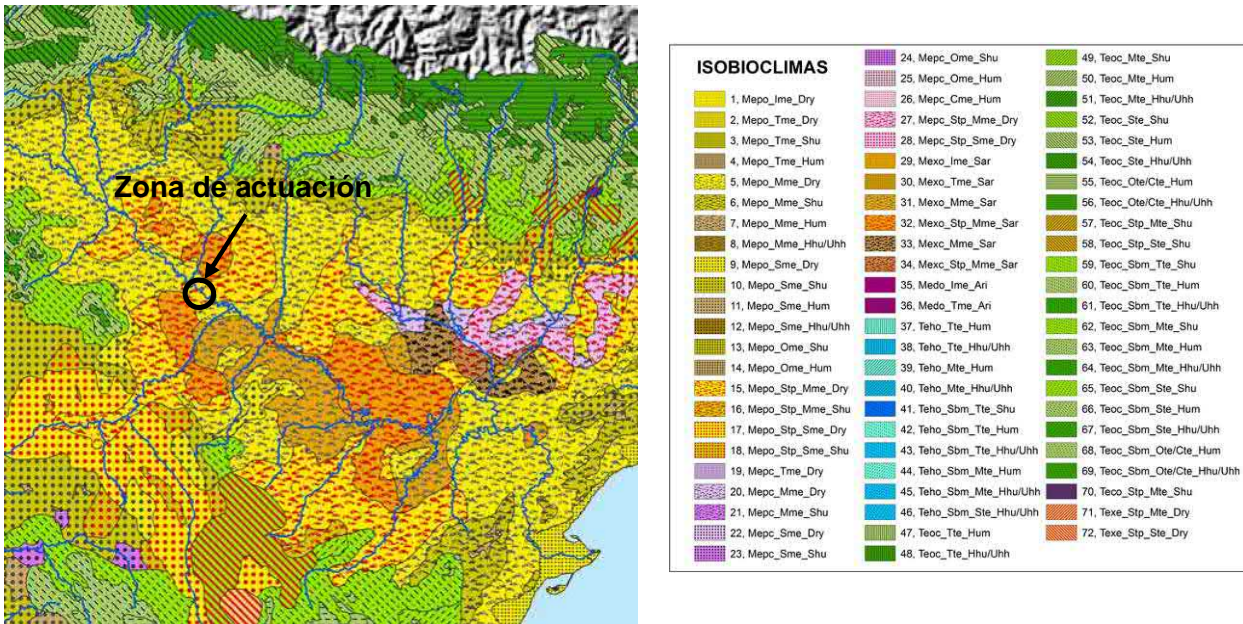 Zona de actuación
ISOBIOCLIMAS
1, Mepo_Ime_Dry
2, Mepo_Tme_Dry
3, Mepo_Tme_Shu
4, Mepo_Tme_Hum
5, Mepo_Mme_Dry
6, Mepo_Mme_Shu
7, Mepo_Mme_Hum
8, Mepo_Mme_Hhu/Uhh
9, Mepo_Sme_Dry
10, Mepo_Sme_Shu
11, Mepo_Sme_Hum
12, Mepo_Sme_Hhu/Uhh
13, Mepo_Ome_Shu
14, Mepo_Ome_Hum
15, Mepo_Stp_Mme_Dry
16, Mepo_Stp_Mme_Shu
17, Mepo_Stp_Sme_Dry
18, Mepo_Stp_Sme_Shu
19, Mepc_Tme_Dry
20, Mepc_Mme_Dry
21, Mepc_Mme_Shu
22, Mepc_Sme_Dry
23, Mepc_Sme_Shu
24, Mepc_Ome_Shu
25, Mepc_Ome_Hum
26, Mepc_Cme_Hum
27, Mepc_Stp_Mme_Dry
28, Mepc_Stp_Sme_Dry
29, Mexo_Ime_Sar
30, Mexo_Tme_Sar
31, Mexo_Mme_Sar
32, Mexo_Stp_Mme_Sar
33, Mexc_Mme_Sar
34, Mexc_Stp_Mme_Sar
35, Medo_Ime_Ari
36, Medo_Tme_Ari
37, Teho_Tte_Hum
38, Teho_Tte_Hhu/Uhh
39, Teho_Mte_Hum
40, Teho_Mte_Hhu/Uhh
41, Teho_Sbm_Tte_Shu
42, Teho_Sbm_Tte_Hum
43, Teho_Sbm_Tte_Hhu/Uhh
44, Teho_Sbm_Mte_Hum
45, Teho_Sbm_Mte_Hhu/Uhh
46, Teho_Sbm_Ste_Hhu/Uhh
47, Teoc_Tte_Hum
48, Teoc_Tte_Hhu/Uhh
49, Teoc_Mte_Shu
50, Teoc_Mte_Hum
51, Teoc_Mte_Hhu/Uhh
52, Teoc_Ste_Shu
53, Teoc_Ste_Hum
54, Teoc_Ste_Hhu/Uhh
55, Teoc_Ote/Cte_Hum
56, Teoc_Ote/Cte_Hhu/Uhh
57, Teoc_Stp_Mte_Shu
58, Teoc_Stp_Ste_Shu
59, Teoc_Sbm_Tte_Shu
60, Teoc_Sbm_Tte_Hum
61, Teoc_Sbm_Tte_Hhu/Uhh
62, Teoc_Sbm_Mte_Shu
63, Teoc_Sbm_Mte_Hum
64, Teoc_Sbm_Mte_Hhu/Uhh
65, Teoc_Sbm_Ste_Shu
66, Teoc_Sbm_Ste_Hum
67, Teoc_Sbm_Ste_Hhu/Uhh
68, Teoc_Sbm_Ote/Cte_Hum
69, Teoc_Sbm_Ote/Cte_Hhu/Uhh
70, Teco_Stp_Mte_Shu
71, Texe_Stp_Mte_Dry
72, Texe_Stp_Ste_Dry